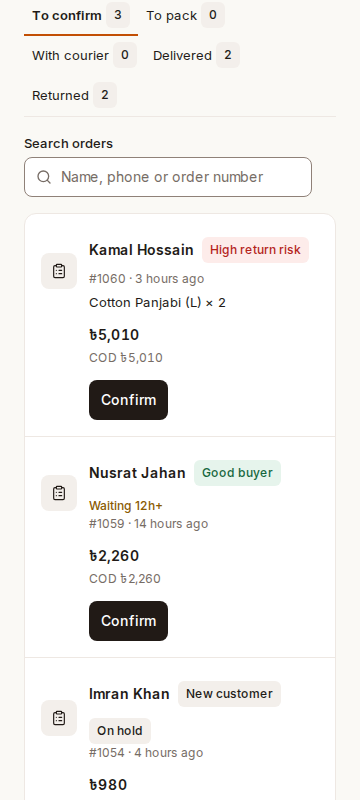 To confirm 3 To pack 0
With courier 0 Delivered 2
Returned 2
Search orders
Name, phone or order number
Kamal Hossain High return risk
#1060 · 3 hours ago
Cotton Panjabi (L) × 2
৳5,010
COD ৳5,010
Confirm
Nusrat Jahan Good buyer
Waiting 12h+
#1059 · 14 hours ago
৳2,260
COD ৳2,260
Confirm
Imran Khan New customer
On hold
#1054 · 4 hours ago
৳980